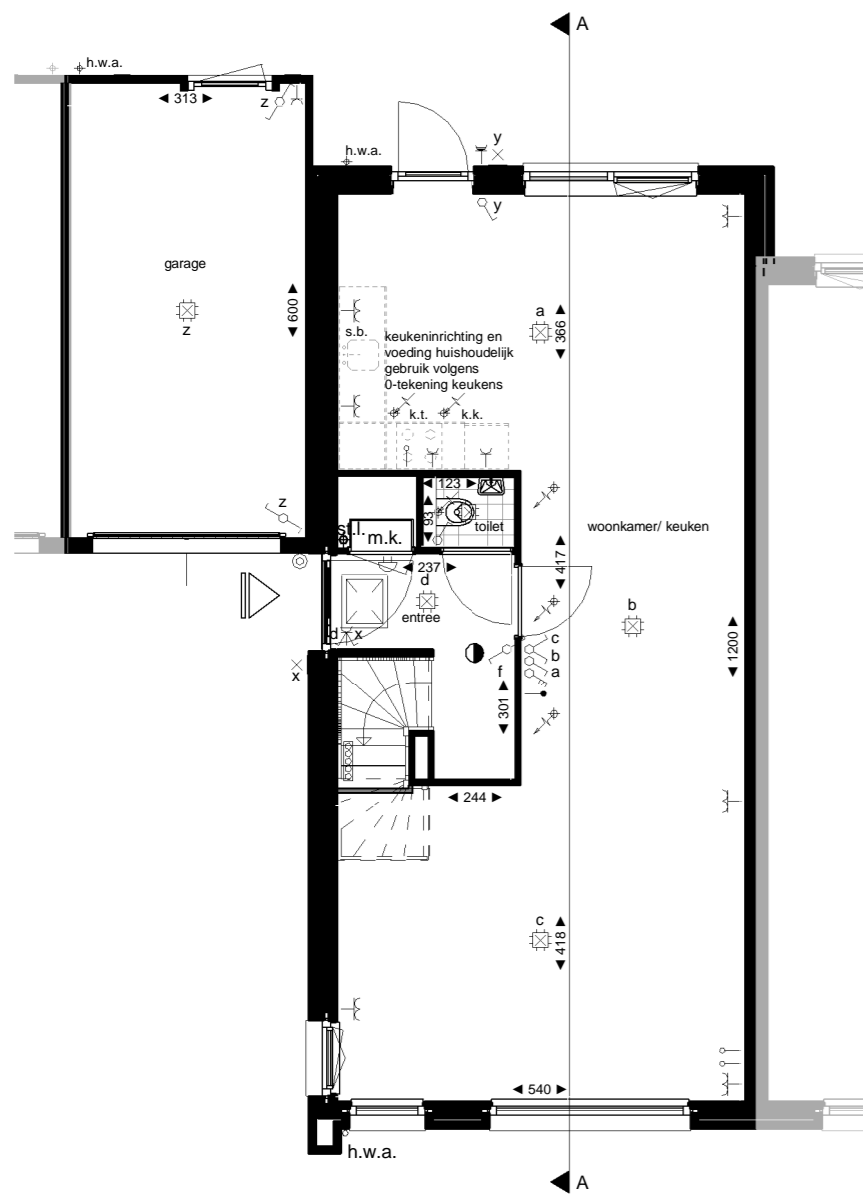 A
h.w.a.
313
z
h.w.a.
y
y
garage
600
z
a
366
s.b.
keukeninrichting en
voeding huishoudelijk
gebruik volgens
0-tekening keukens
k.t.
k.k.
z
123
93
toilet
m.k.
woonkamer/ keuken
417
237
d
entree
b
d
x
c
b
a
f
1200
x
301
244
c
418
540
h.w.a.
A